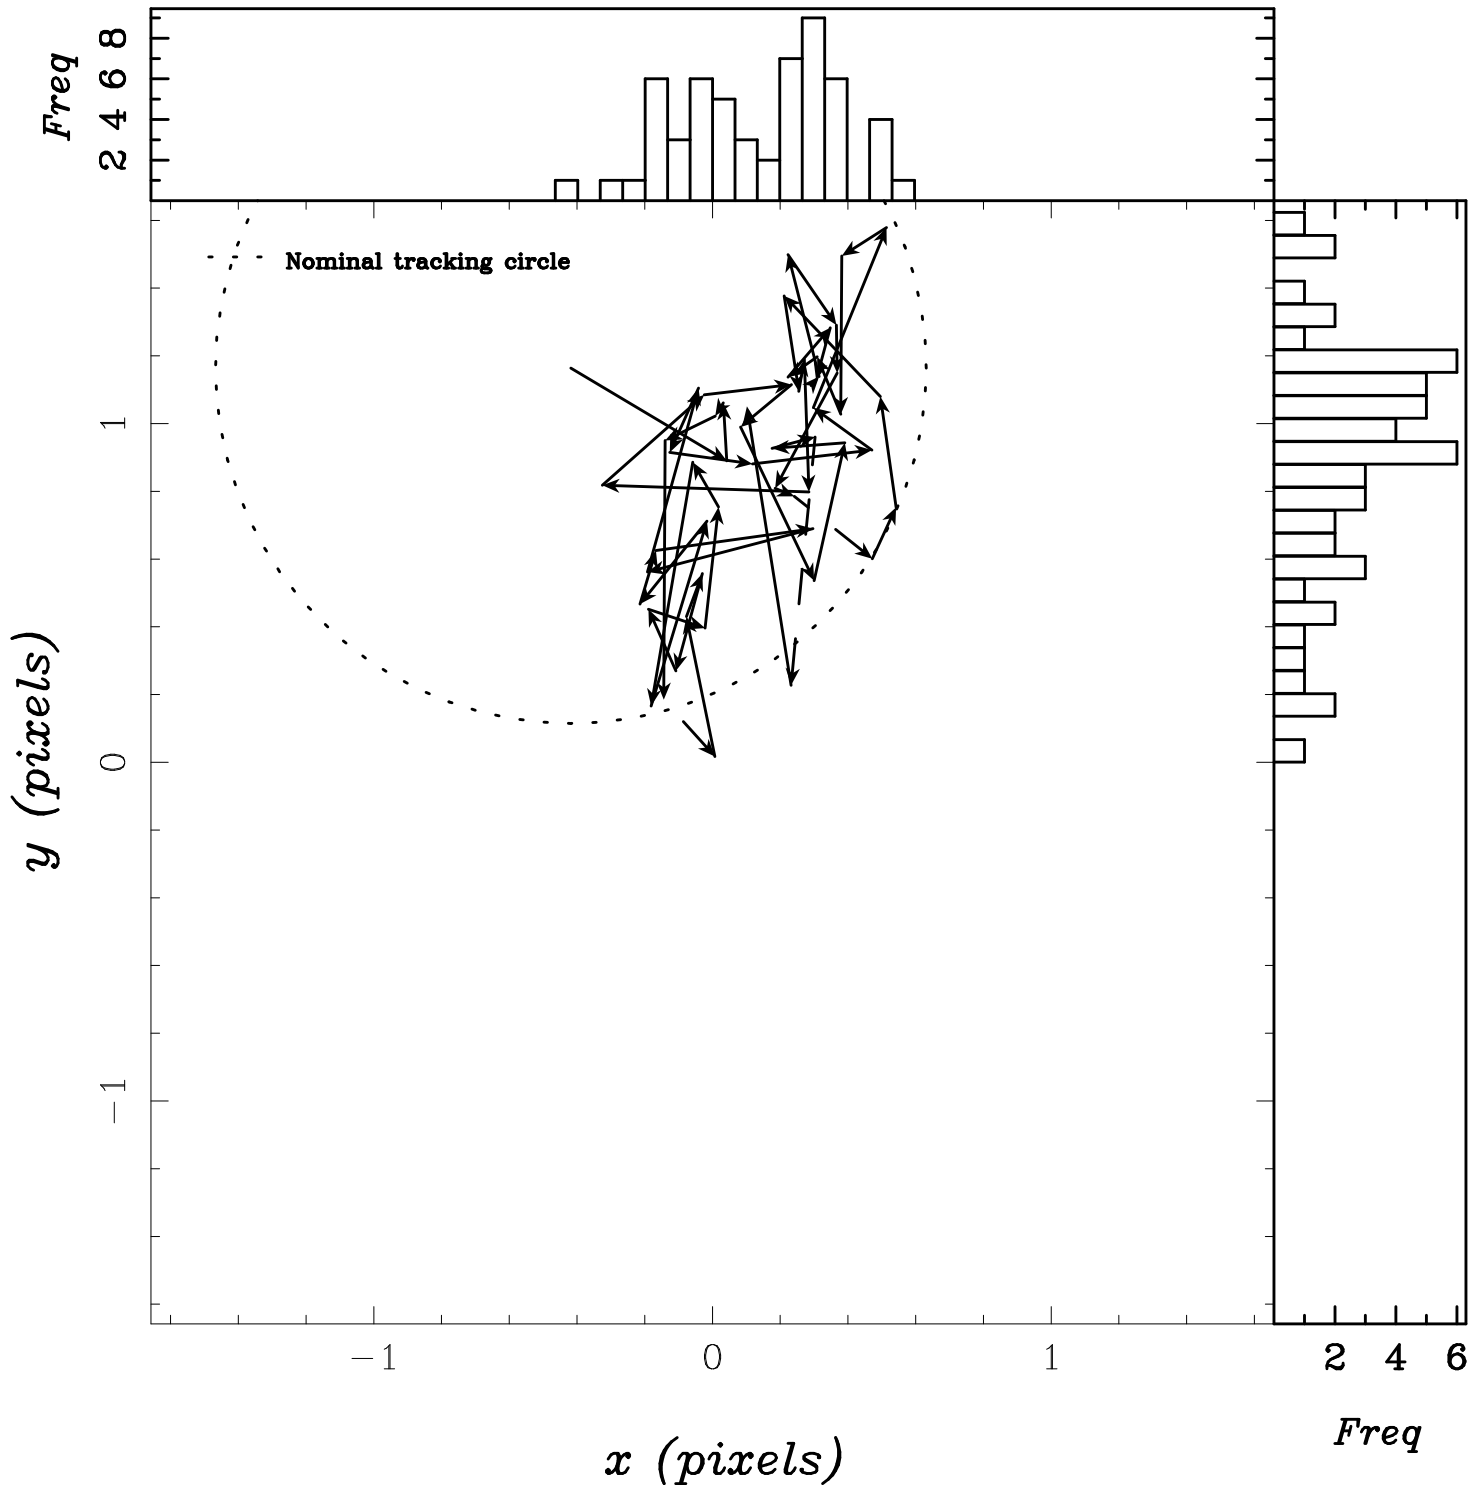 Freq
2 4 6 8
Nominal tracking circle
y (pixels)
1
0
−1
−1 0 1
x (pixels)
2 4 6
Freq